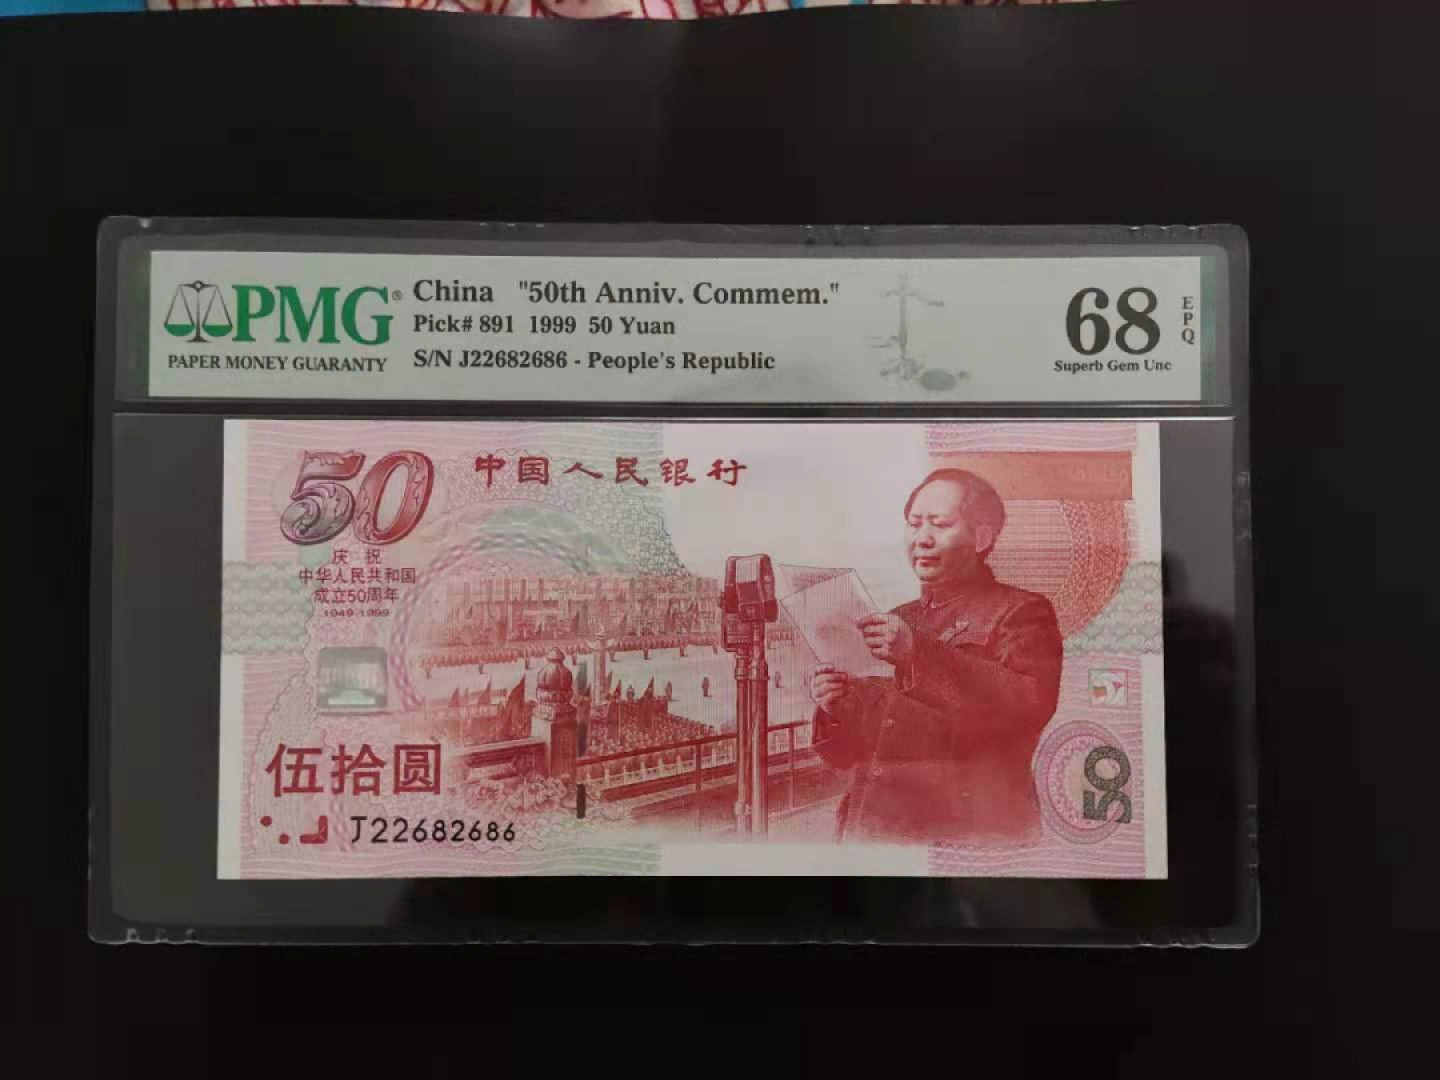 PMG®
PAPER MONEY GUARANTY
China "50th Anniv. Commem."
Pick# 891 1999 50 Yuan
S/N J22682686 - People's Republic
68
EPQ
Superb Gem Unc
50
中国人民银行
庆祝
中华人民共和国
成立50周年
1949-1999
伍拾圆
J22682686
50